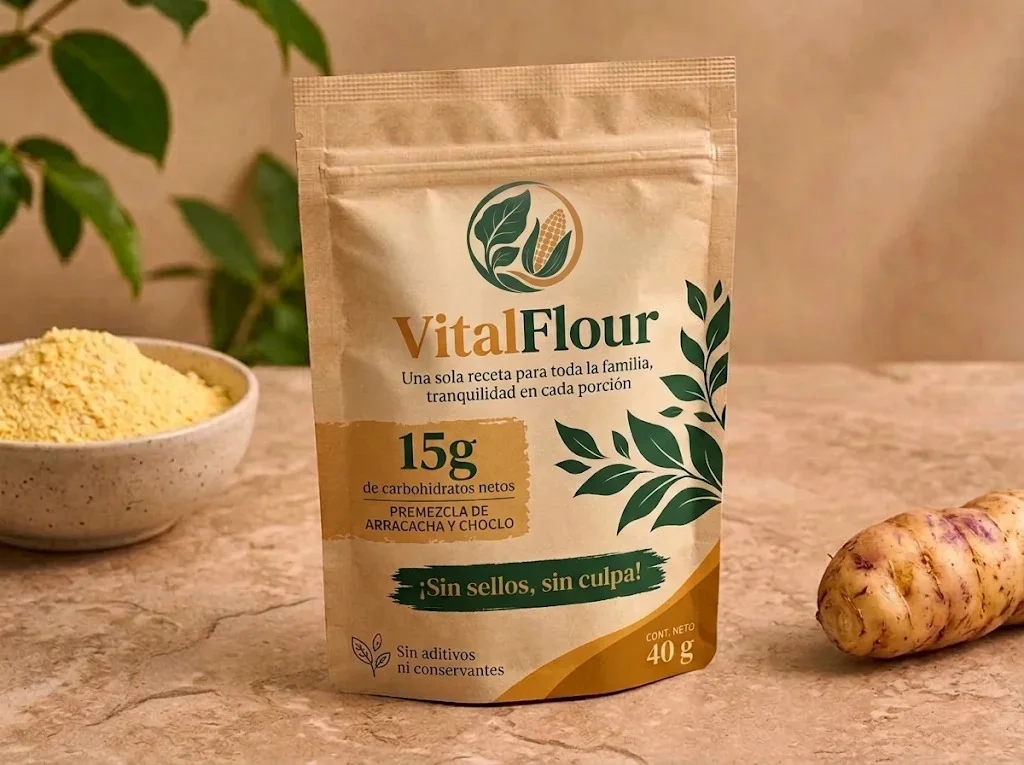 VitalFlour
Una sola receta para toda la familia,
tranquilidad en cada porción
15g
de carbohidratos netos
PREMEZCLA DE
ARRACACHA Y CHOCLO
¡Sin sellos, sin culpa!
Sin aditivos
ni conservantes
CONT. NETO
40 g